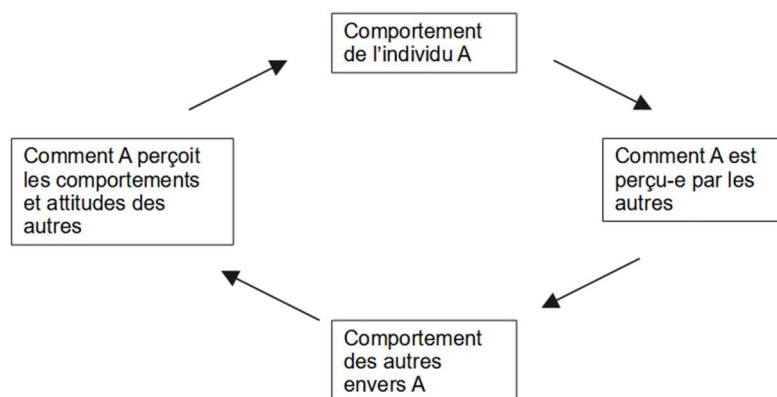 Comportement
de l'individu A
Comment A perçoit
les comportements
et attitudes des
autres
Comment A est
perçu-e par les
autres
Comportement
des autres
envers A